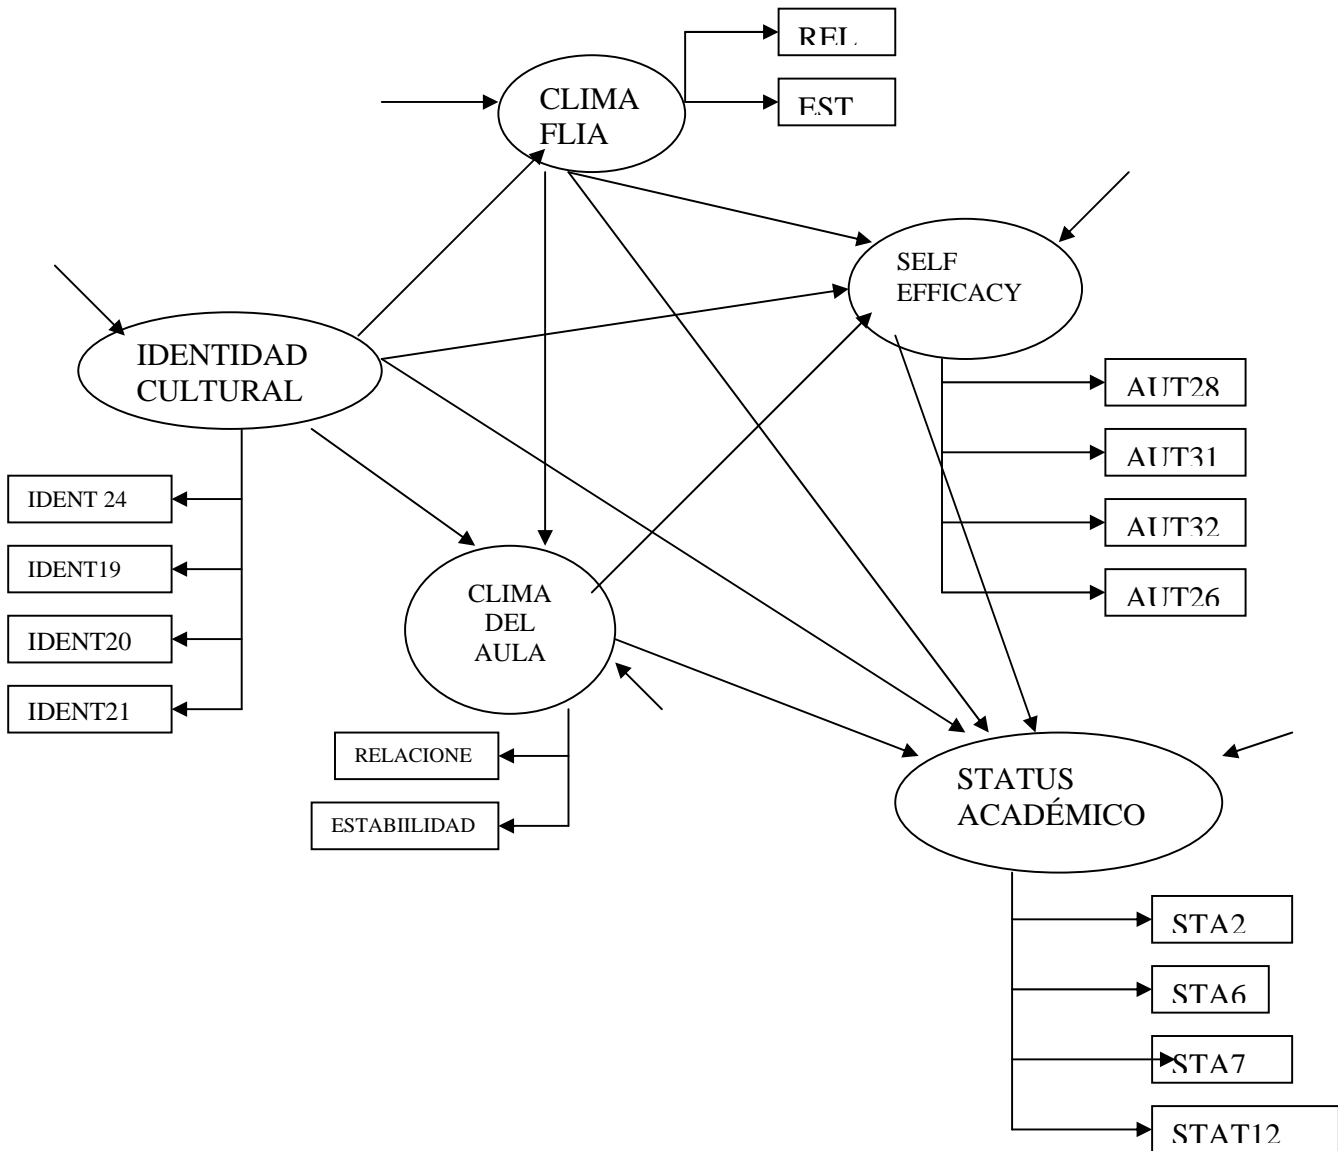 REL
EST
CLIMA
FLIA
SELF
EFFICACY
IDENTIDAD
CULTURAL
AUT28
AUT31
AUT32
AUT26
IDENT 24
IDENT19
IDENT20
IDENT21
CLIMA
DEL
AULA
RELACIONE
ESTABIILIDAD
STATUS
ACADÉMICO
STA2
STA6
STA7
STAT12